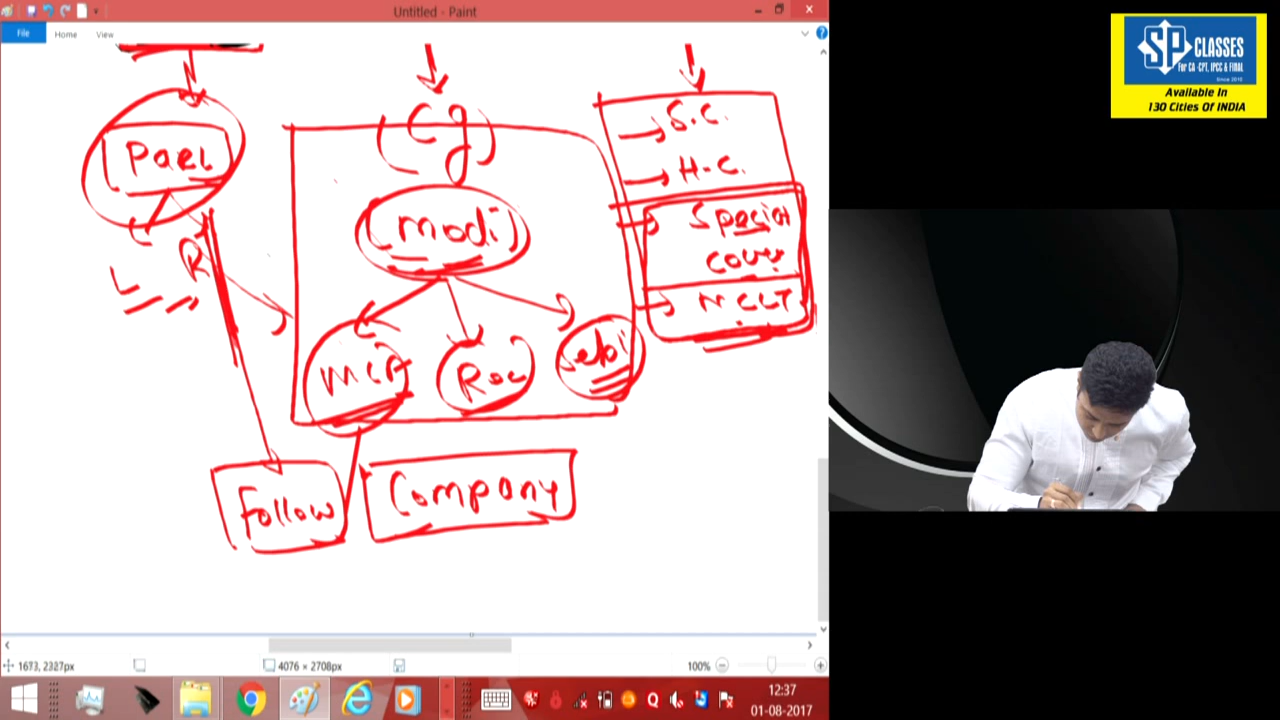 Untitled - Paint
File
Home
View
SP CLASSES
For CA -CPT, IPCC & FINAL
Since 2010
Available In
130 Cities Of INDIA
Parl
L
R
(Cg)
(modi)
MCA
ROC
Sebi
S.C.
H.C.
Special
NCLT
Follow
Company
1673, 2327px
4076 × 2708px
100%
12:37
01-08-2017